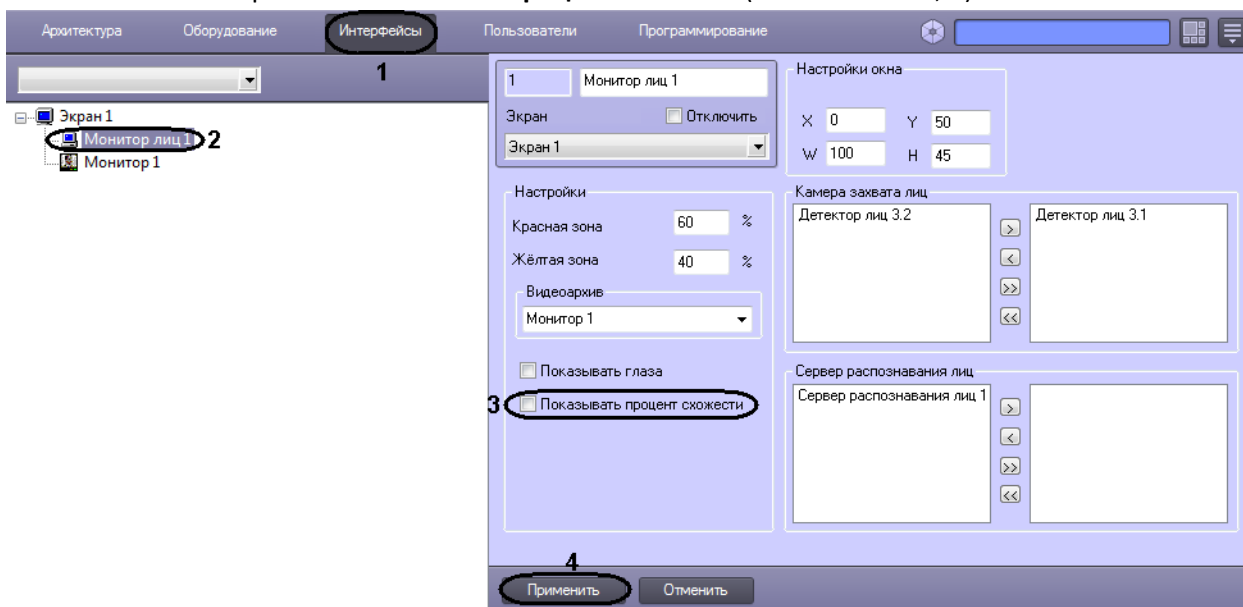 Архитектура Оборудование Интерфейсы Пользователи Программирование
1
Экран 1
Монитор лиц 1 2
Монитор 1
1 Монитор лиц 1
Экран Отключить
Экран 1
Настройки окна
X 0 Y 50
W 100 H 45
Настройки
Красная зона 60 %
Жёлтая зона 40 %
Видеоархив
Монитор 1
Показывать глаза
3 Показывать процент схожести
Камера захвата лиц
Детектор лиц 3.2 > Детектор лиц 3.1
<
>>
<<
Сервер распознавания лиц
Сервер распознавания лиц 1 >
<
>>
<<
4
Применить Отменить